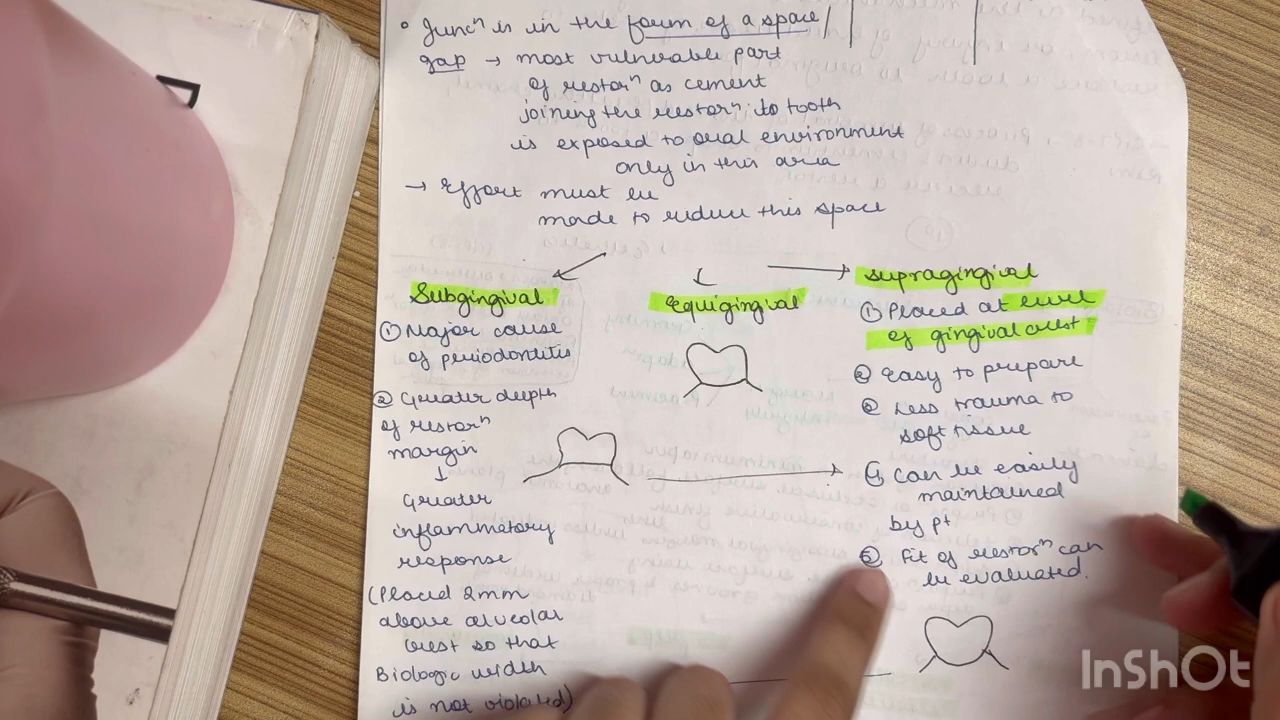 ° Juncⁿ is in the form of a space/
gap → most vulnerable part
of restorⁿ as cement
joining the restorⁿ to tooth
is exposed to oral environment
only in this area
→ Effort must be
made to reduce this space
Subgingival
① Major cause
of periodontitis
② Greater depth
of restorⁿ
margin
↓
Greater
inflammatory
response
(Placed 2mm
above alveolar
crest so that
Biologic width
is not violated)
Equigingival
Supragingival
① Placed at level
of gingival crest
② Easy to prepare
② Less trauma to
soft tissue
④ Can be easily
maintained
by pt
⑤ Fit of restorⁿ can
be evaluated.
InShOt